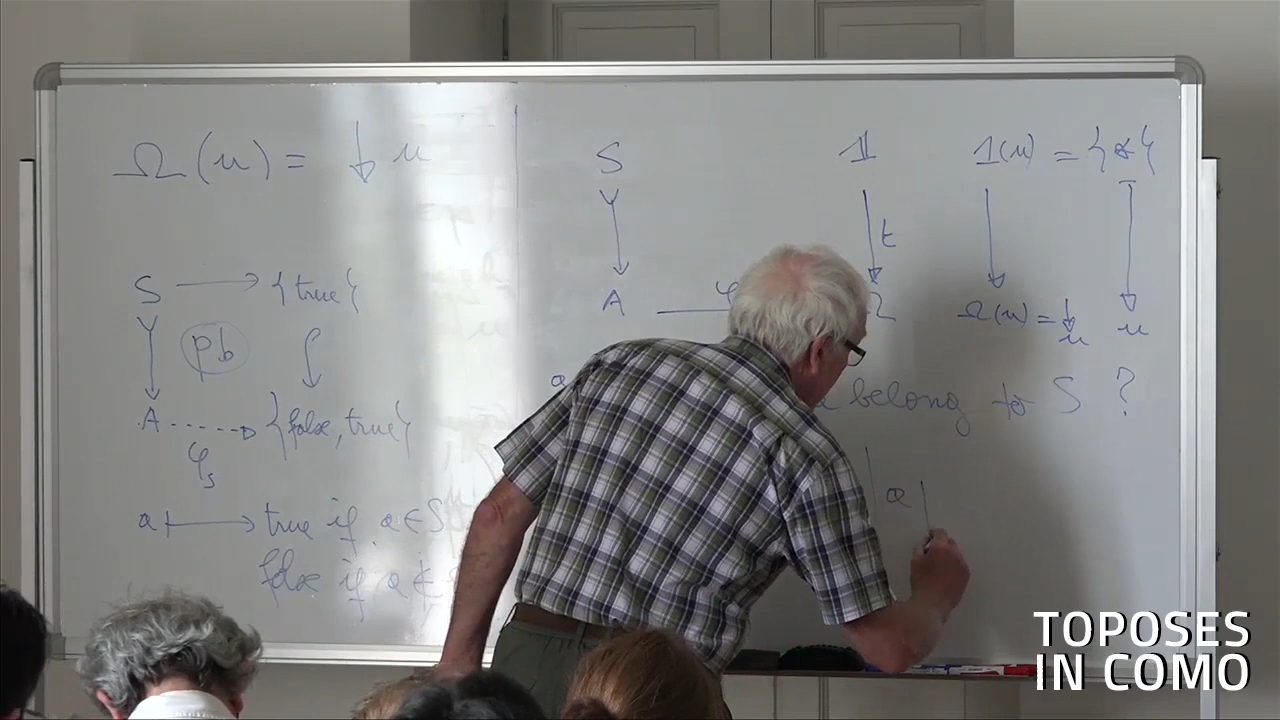 Ω(u) = ↓ u
S → {true}
pb
A ⇢ {false, true}
φ_s
a ↦ true if a ∈ S
false if a ∉
S 𝟙 1(u) = {*}
t
A φ Ω(u) = ↓u u
a belong to S ?
| a |
TOPOSES
IN COMO